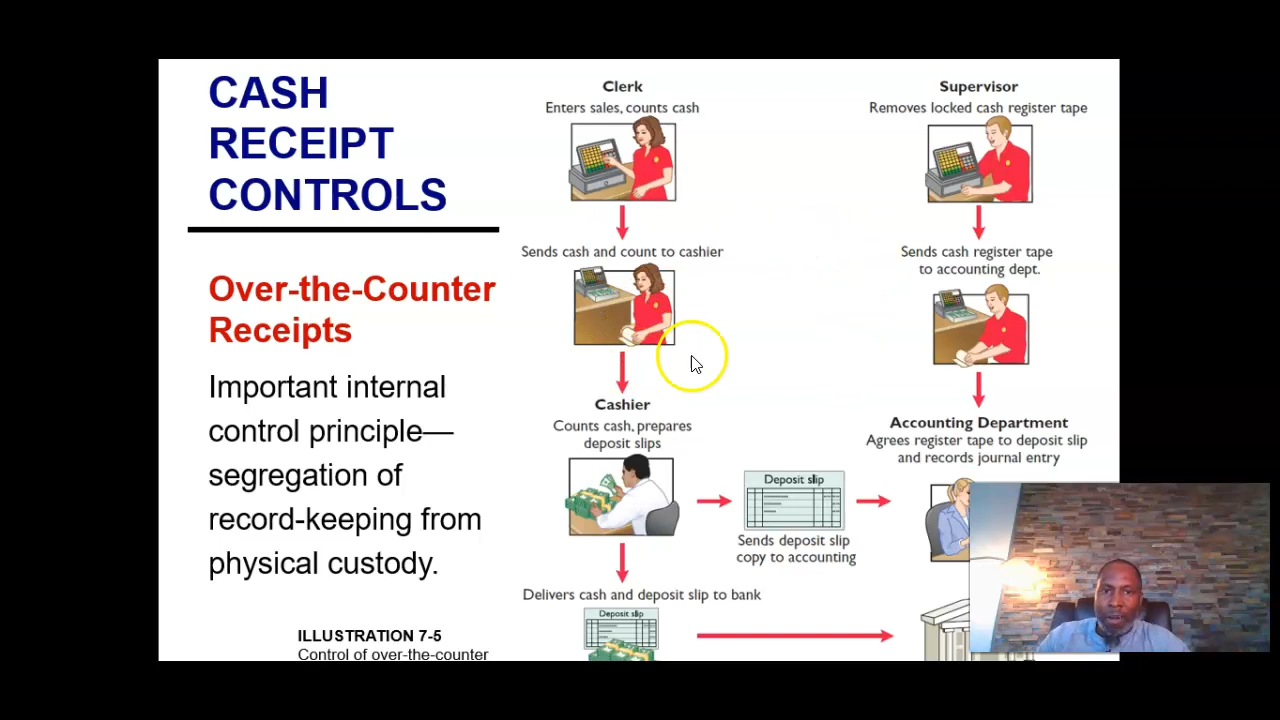 CASH
RECEIPT
CONTROLS
Over-the-Counter
Receipts
Important internal
control principle—
segregation of
record-keeping from
physical custody.
ILLUSTRATION 7-5
Control of over-the-counter
Clerk
Enters sales, counts cash
Sends cash and count to cashier
Cashier
Counts cash, prepares
deposit slips
Deposit slip
Sends deposit slip
copy to accounting
Delivers cash and deposit slip to bank
Deposit slip
Supervisor
Removes locked cash register tape
Sends cash register tape
to accounting dept.
Accounting Department
Agrees register tape to deposit slip
and records journal entry